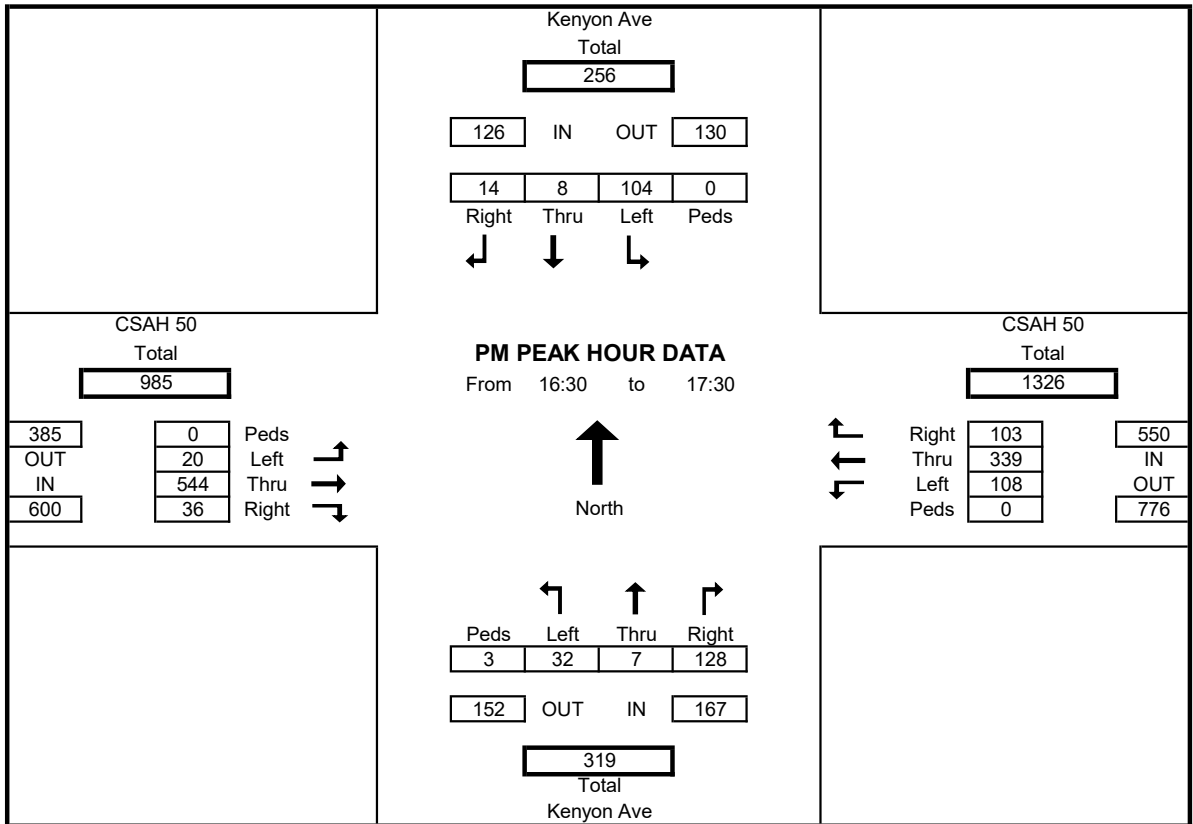 Kenyon Ave
Total
256
126 IN OUT 130
14 8 104 0
Right Thru Left Peds
CSAH 50
Total
985
385
OUT
IN
600
0 Peds
20 Left
544 Thru
36 Right
PM PEAK HOUR DATA
From 16:30 to 17:30
North
CSAH 50
Total
1326
Right 103
Thru 339
Left 108
Peds 0
550
IN
OUT
776
Peds Left Thru Right
3 32 7 128
152 OUT IN 167
319
Total
Kenyon Ave